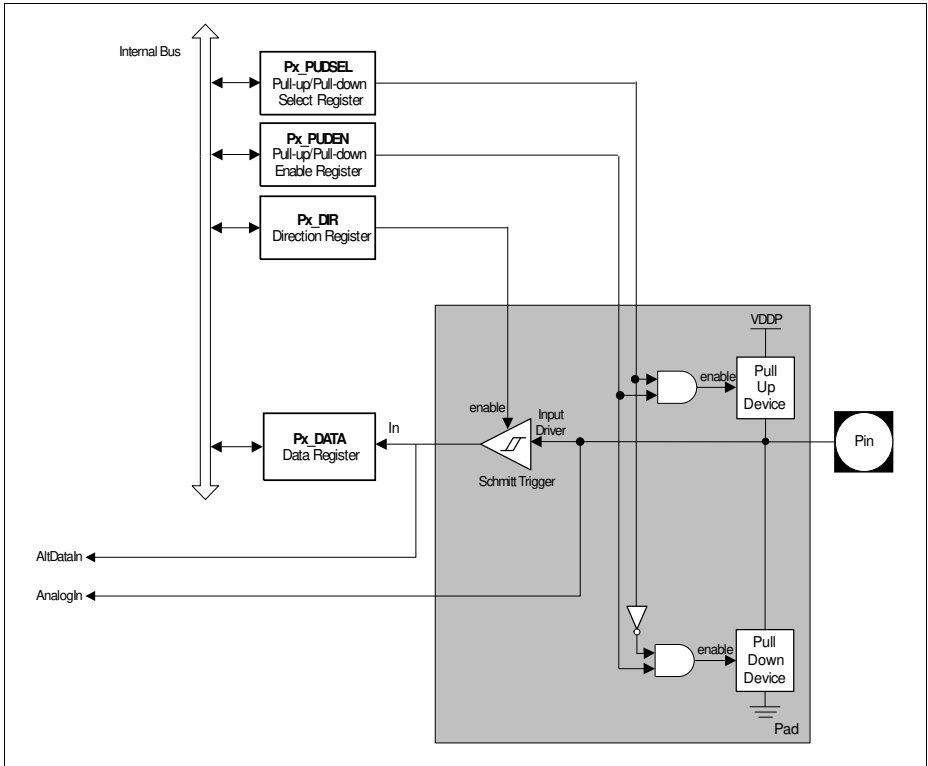 Internal Bus
Px_PUDSEL
Pull-up/Pull-down
Select Register
Px_PUDEN
Pull-up/Pull-down
Enable Register
Px_DIR
Direction Register
VDDP
enable
Pull
Up
Device
enable
Input
Driver
In
Px_DATA
Data Register
Schmitt Trigger
Pin
AltDataIn
AnalogIn
enable
Pull
Down
Device
Pad